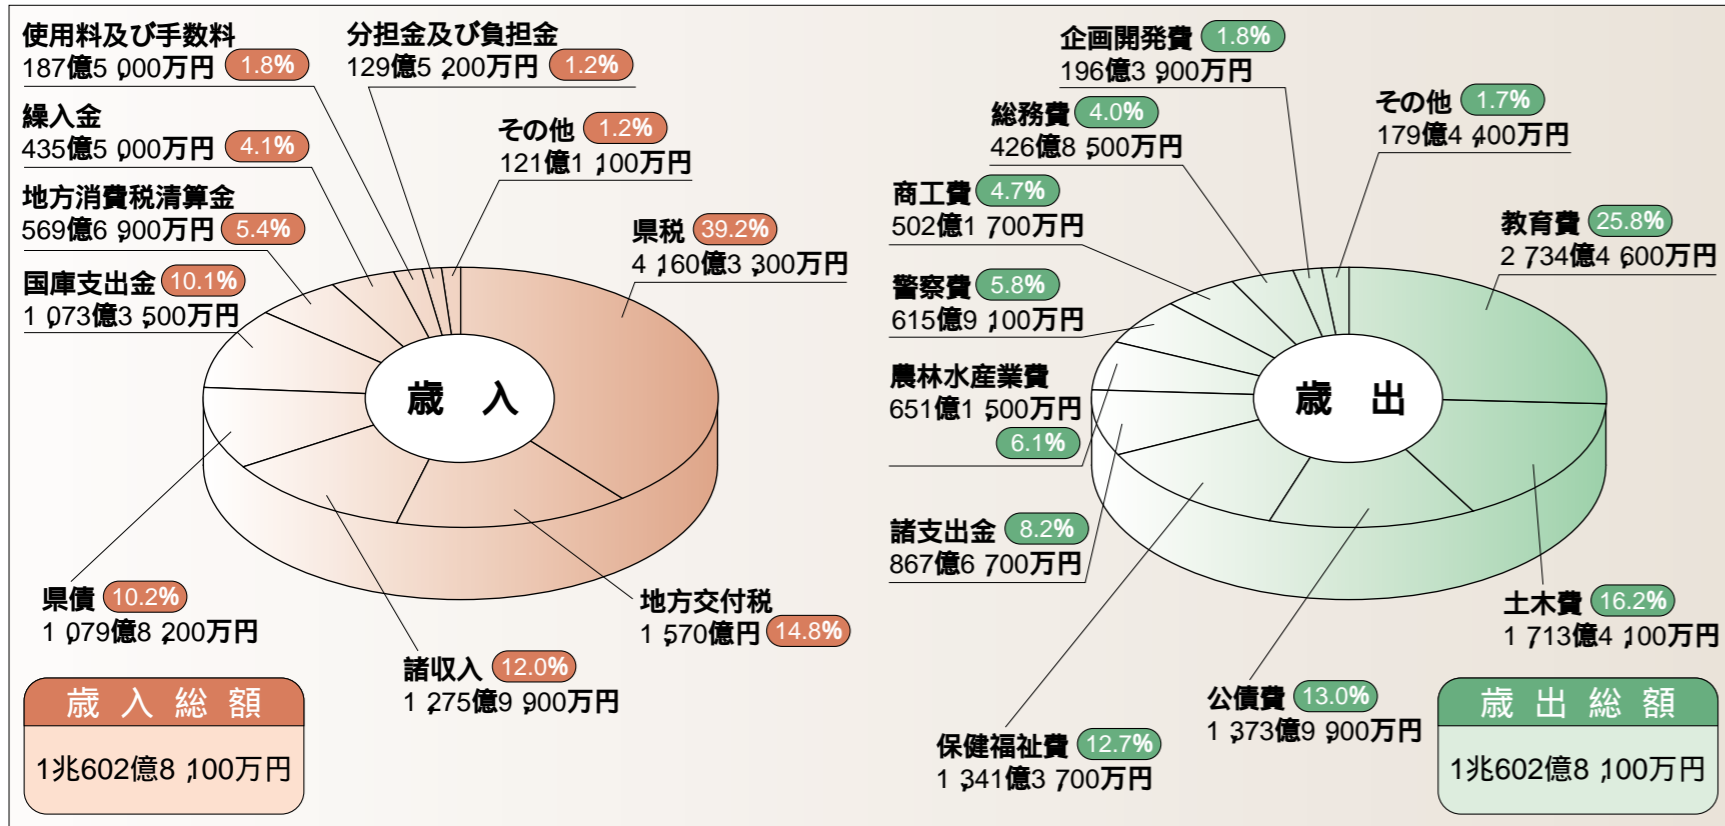 使用料及び手数料
187億5,000万円 1.8%
分担金及び負担金
129億5,200万円 1.2%
繰入金
435億5,000万円 4.1%
その他 1.2%
121億1,100万円
地方消費税清算金
569億6,900万円 5.4%
県税 39.2%
4,160億3,300万円
国庫支出金 10.1%
1,073億3,500万円
歳 入
県債 10.2%
1,079億8,200万円
地方交付税
1,570億円 14.8%
諸収入 12.0%
1,275億9,900万円
歳入総額
1兆602億8,100万円
企画開発費 1.8%
196億3,900万円
その他 1.7%
179億4,400万円
総務費 4.0%
426億8,500万円
商工費 4.7%
502億1,700万円
教育費 25.8%
2,734億4,600万円
警察費 5.8%
615億9,100万円
農林水産業費
651億1,500万円
6.1%
歳 出
諸支出金 8.2%
867億6,700万円
土木費 16.2%
1,713億4,100万円
公債費 13.0%
1,373億9,900万円
保健福祉費 12.7%
1,341億3,700万円
歳出総額
1兆602億8,100万円